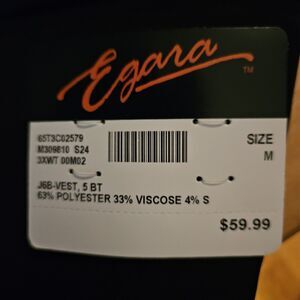 Egara
TM
65T3C02579
M309810 S24
3XWT 00M02
SIZE
M
J6B-VEST, 5 BT
63% POLYESTER 33% VISCOSE 4% S
$59.99